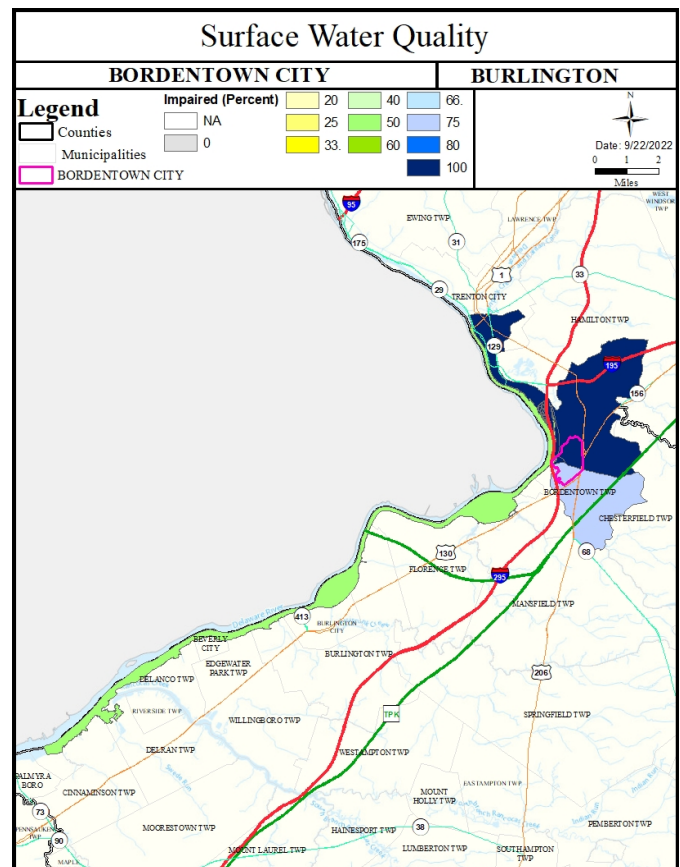 Surface Water Quality
BORDENTOWN CITY
BURLINGTON
Legend
Counties
Municipalities
BORDENTOWN CITY
Impaired (Percent)
NA
0
20
25
33.
40
50
60
66.
75
80
100
N
Date: 9/22/2022
0 1 2
Miles
95
EWING TWP
LAWRENCE TWP
WEST
WINDSOR
TWP
175
31
1
33
29
TRENTON CITY
HAMILTON TWP
129
195
156
BORDENTOWN TWP
CHESTERFIELD TWP
130
68
FLORENCE TWP
295
MANSFIELD TWP
Delaware River
413
BURLINGTON
CITY
BEVERLY
CITY
EDGEWATER
PARK TWP
BURLINGTON TWP
DELANCO TWP
206
RIVERSIDE TWP
WILLINGBORO TWP
TPK
SPRINGFIELD TWP
DELRAN TWP
WESTAMPTON TWP
PALMYRA
BORO
CINNAMINSON TWP
EASTAMPTON TWP
MOUNT
HOLLY TWP
73
PENNSAUKEN
TWP
MOORESTOWN TWP
HAINESPORT TWP
38
PEMBERTON TWP
90
MAPLE
MOUNT LAUREL TWP
LUMBERTON TWP
SOUTHAMPTON
TWP